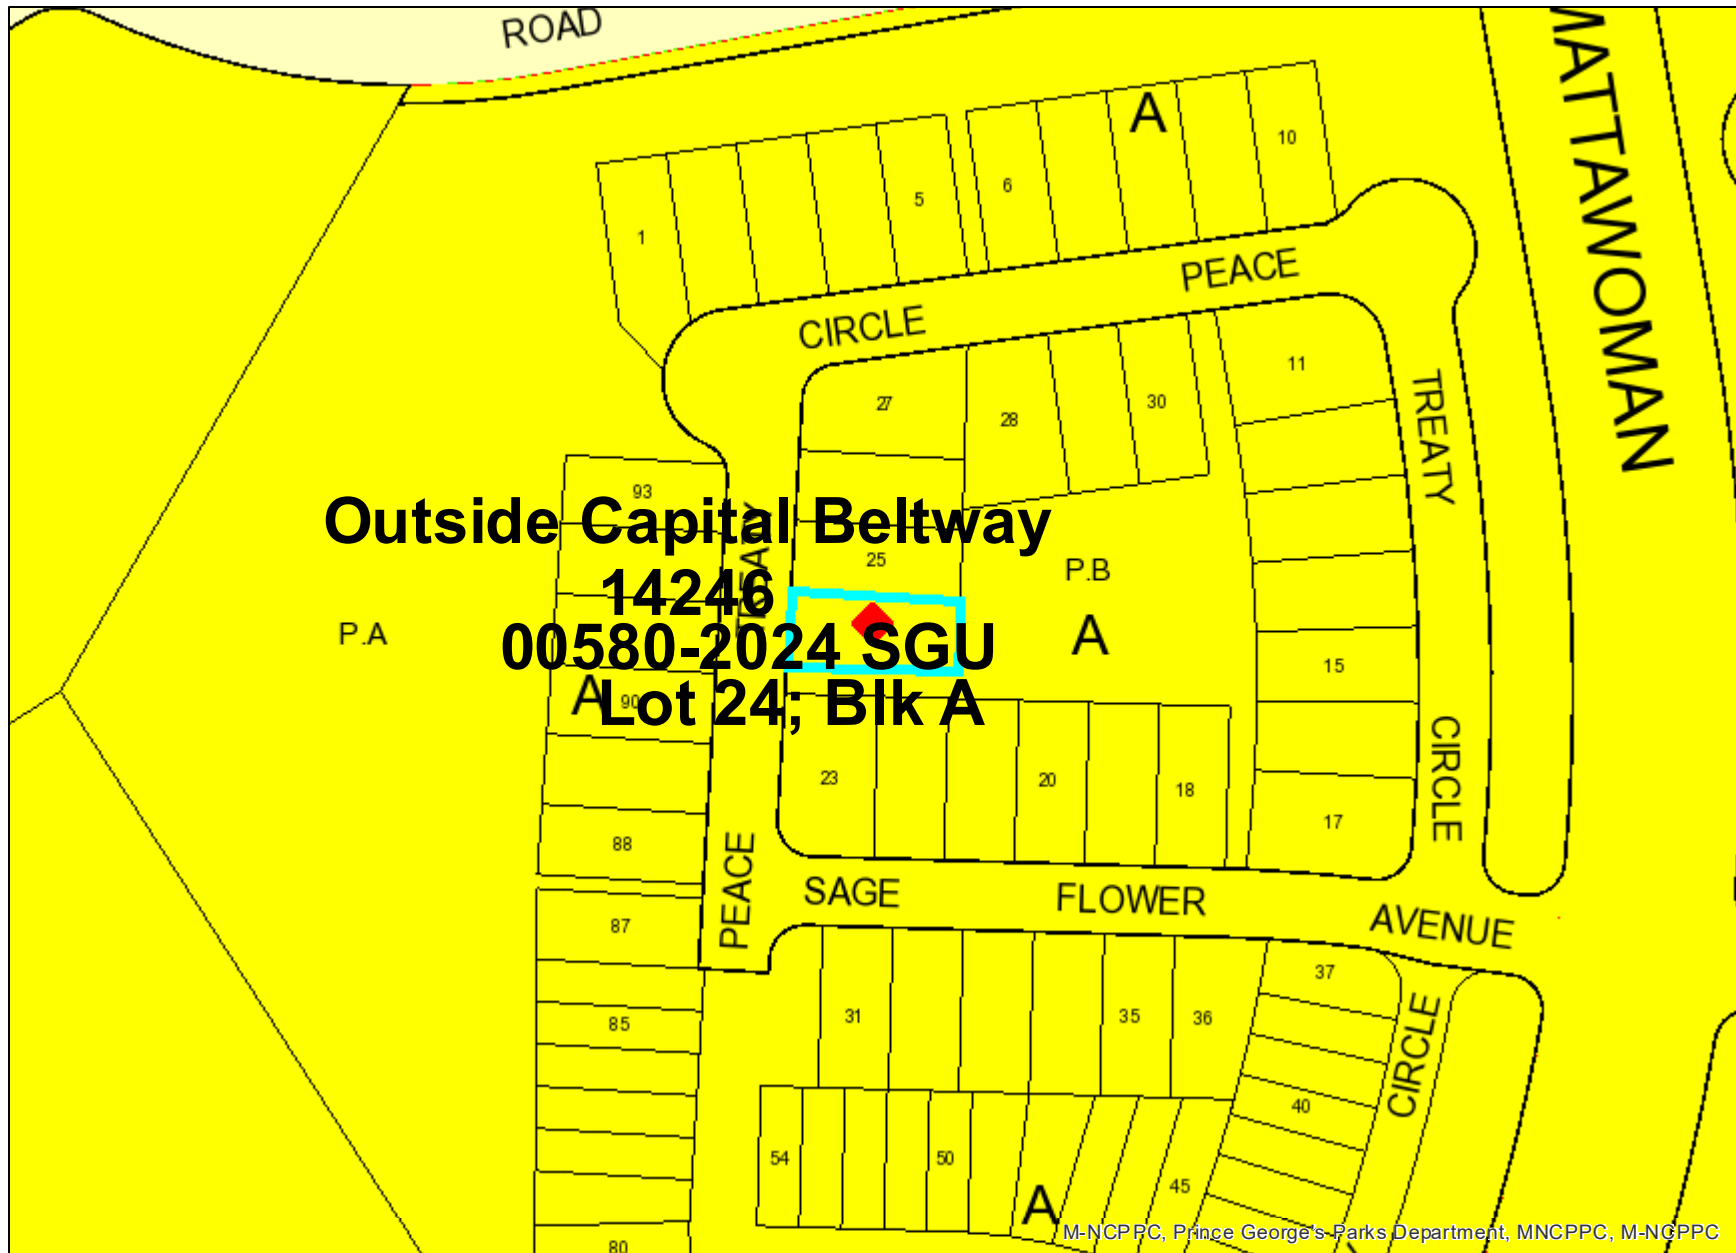 ROAD
MATTAWOMAN
A
10
5
6
1
PEACE
CIRCLE
11
27
28
30
TREATY
93
Outside Capital Beltway
TREATY
25
P.B
14246
P.A
A
00580-2024 SGU
15
A
90
Lot 24; Blk A
23
20
18
CIRCLE
17
88
PEACE
SAGE FLOWER AVENUE
87
37
31
35
36
85
CIRCLE
40
54
50
45
A
80
M-NCPPC, Prince George's Parks Department, MNCPPC, M-NCPPC